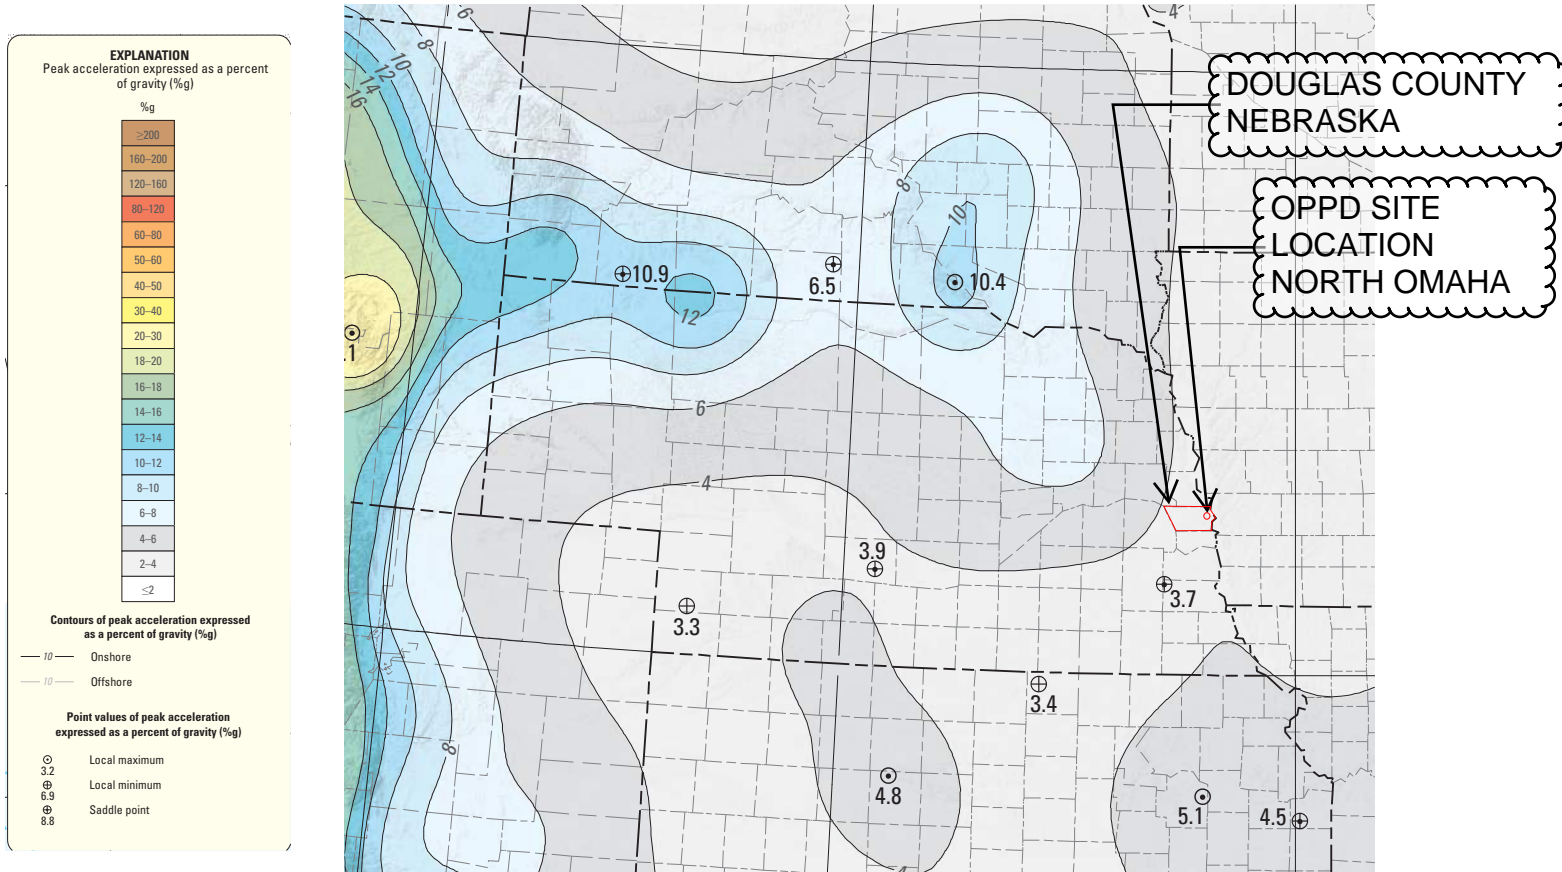 EXPLANATION
Peak acceleration expressed as a percent
of gravity (%g)
%g
≥200
160–200
120–160
80–120
60–80
50–60
40–50
30–40
20–30
18–20
16–18
14–16
12–14
10–12
8–10
6–8
4–6
2–4
≤2
Contours of peak acceleration expressed
as a percent of gravity (%g)
10 Onshore
10 Offshore
Point values of peak acceleration
expressed as a percent of gravity (%g)
Local maximum
3.2
Local minimum
6.9
Saddle point
8.8
6
8
10
12
14
16
4
DOUGLAS COUNTY
NEBRASKA
OPPD SITE
LOCATION
NORTH OMAHA
8
10
10.9
6.5
10.4
12
.1
6
4
3.9
3.3
3.7
3.4
8
4.8
5.1
4.5
4